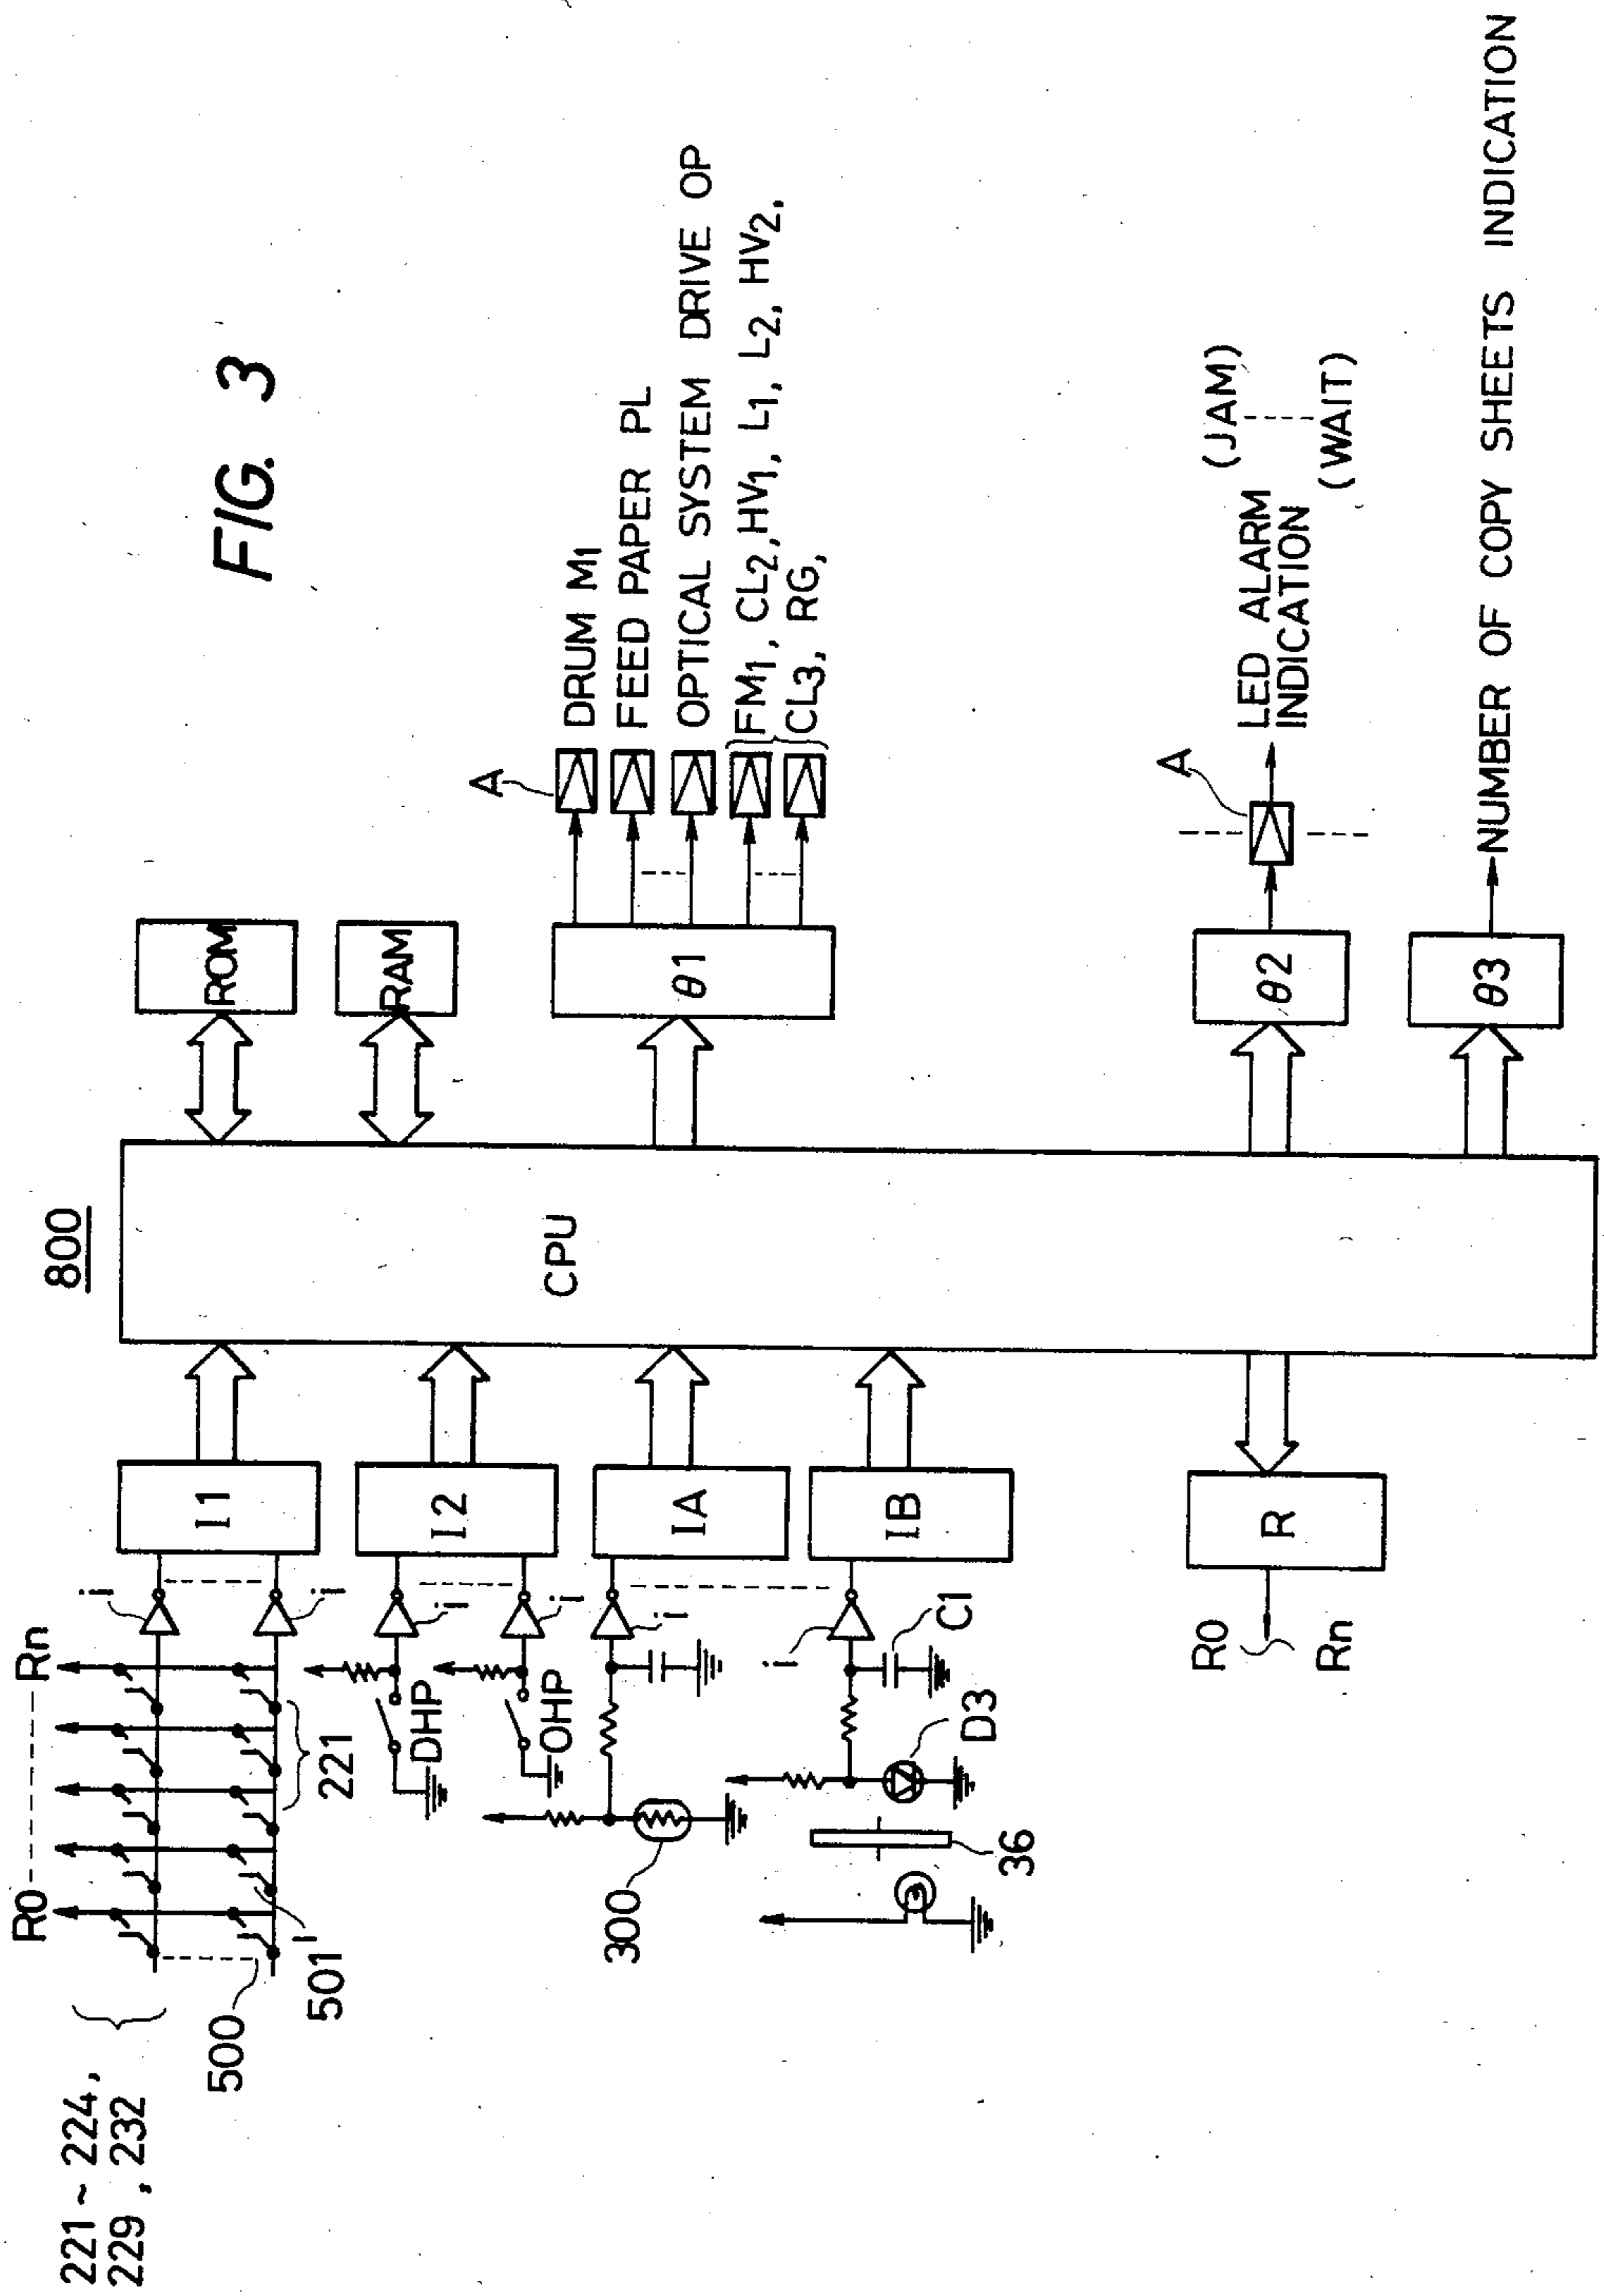 FIG. 3
800
221~224,
229, 232
R0
Rn
500
501
221
i
i
I1
DHP
i
OHP
i
I2
300
i
IA
36
D3
C1
i
IB
CPU
ROM
RAM
θ1
A
DRUM M1
FEED PAPER PL
OPTICAL SYSTEM DRIVE OP
FM1, CL2, HV1, L1, L2, HV2,
CL3, RG,
R
R0
Rn
θ2
A
LED ALARM
INDICATION
(JAM)
(WAIT)
θ3
NUMBER OF COPY SHEETS INDICATION